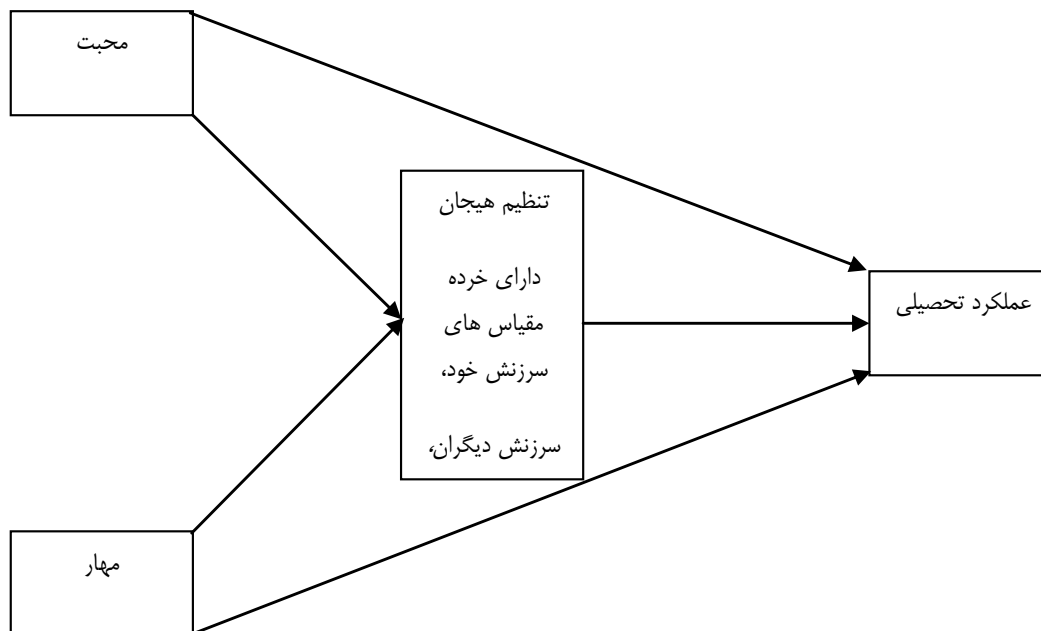 محبت
تنظیم هیجان
دارای خرده
مقیاس های
سرزنش خود،
سرزنش دیگران،
عملکرد تحصیلی
مهار